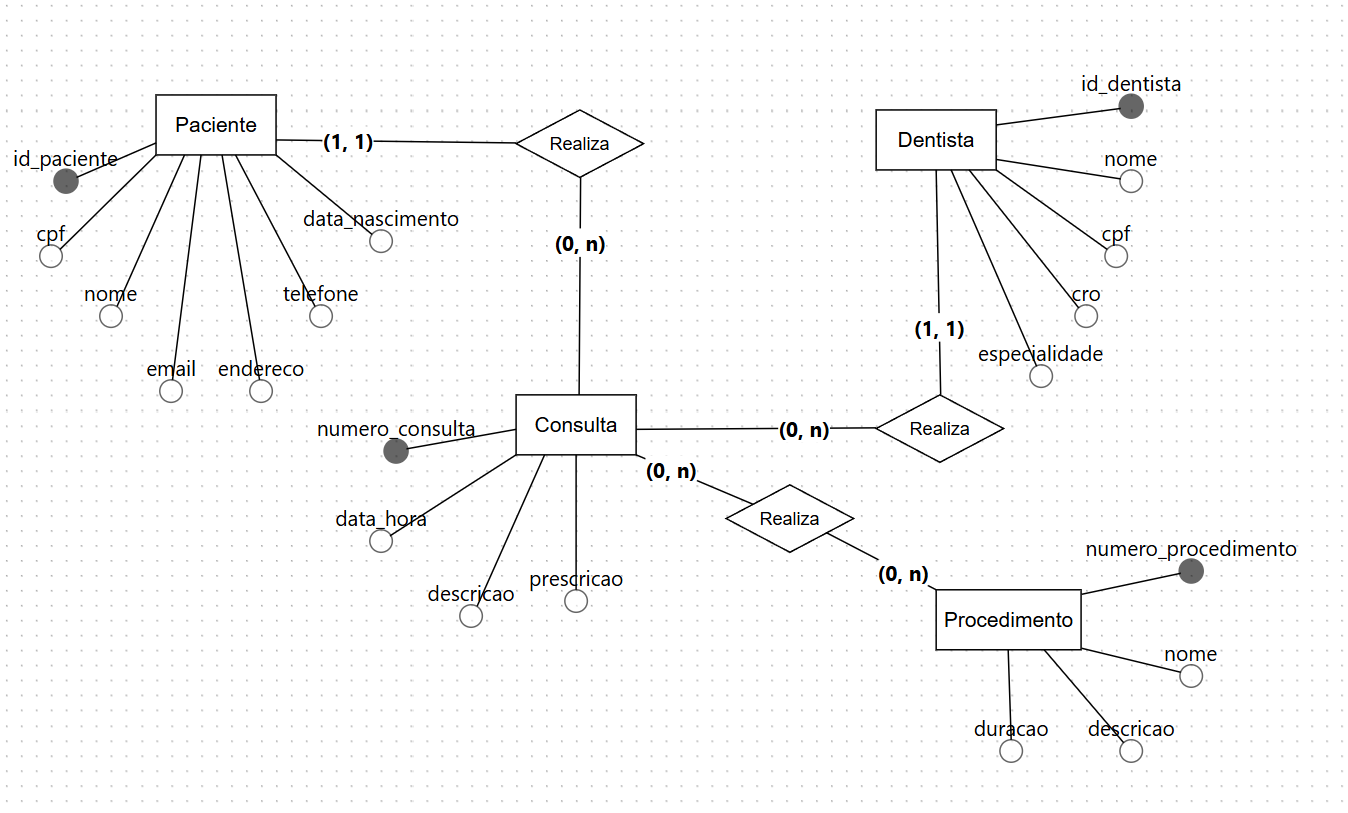 id_dentista
Paciente
Dentista
(1, 1)
Realiza
id_paciente
nome
data_nascimento
cpf
cpf
(0, n)
nome
telefone
cro
(1, 1)
especialidade
email
endereco
numero_consulta
Consulta
(0, n)
Realiza
(0, n)
data_hora
Realiza
numero_procedimento
(0, n)
prescricao
descricao
Procedimento
nome
duracao
descricao